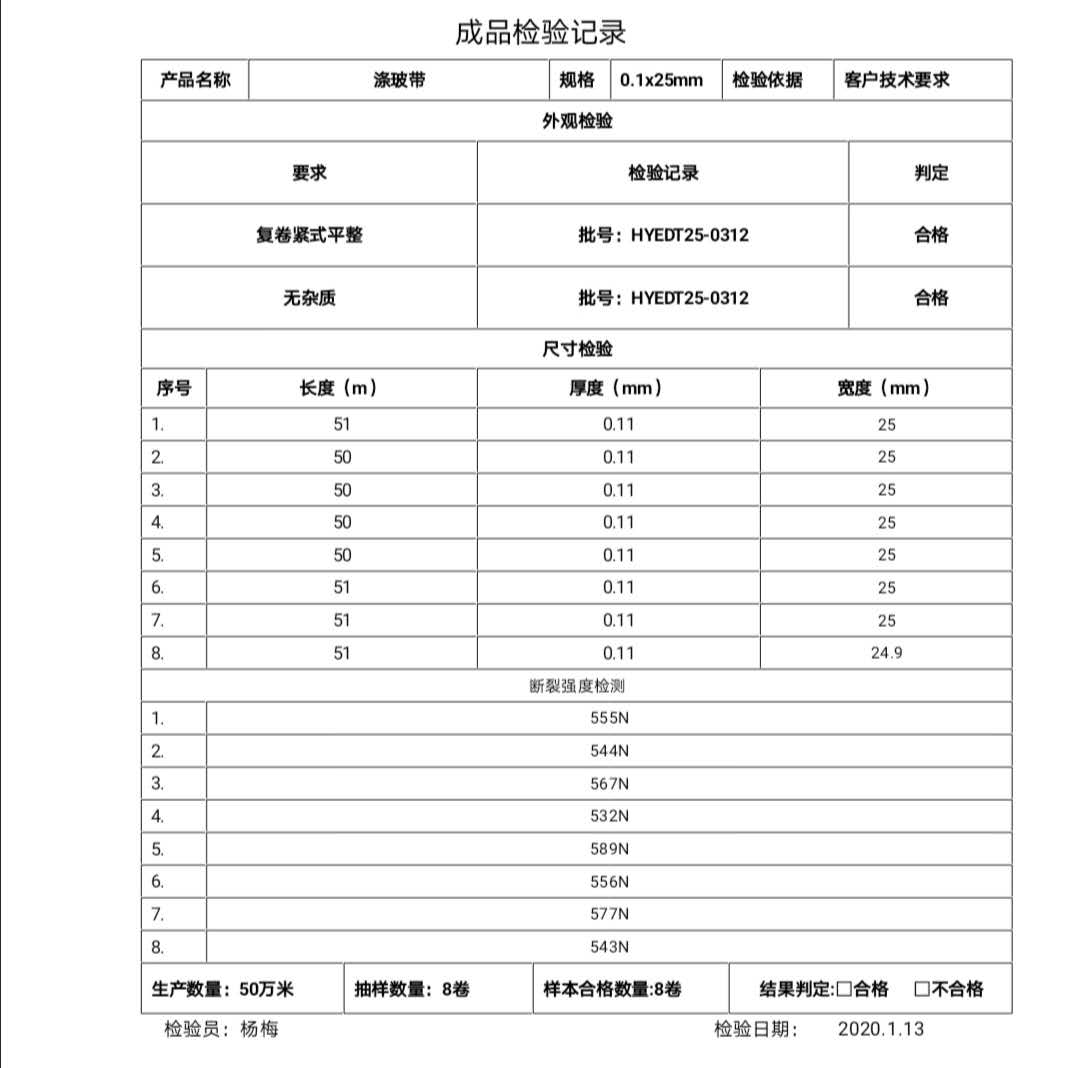 成品检验记录
产品名称 涤玻带 规格 0.1x25mm 检验依据 客户技术要求
外观检验
要求 检验记录 判定
复卷紧式平整 批号：HYEDT25-0312 合格
无杂质 批号：HYEDT25-0312 合格
尺寸检验
序号 长度（m） 厚度（mm） 宽度（mm）
1. 51 0.11 25
2. 50 0.11 25
3. 50 0.11 25
4. 50 0.11 25
5. 50 0.11 25
6. 51 0.11 25
7. 51 0.11 25
8. 51 0.11 24.9
断裂强度检测
1. 555N
2. 544N
3. 567N
4. 532N
5. 589N
6. 556N
7. 577N
8. 543N
生产数量：50万米 抽样数量：8卷 样本合格数量:8卷 结果判定:□合格 □不合格
检验员：杨梅 检验日期： 2020.1.13